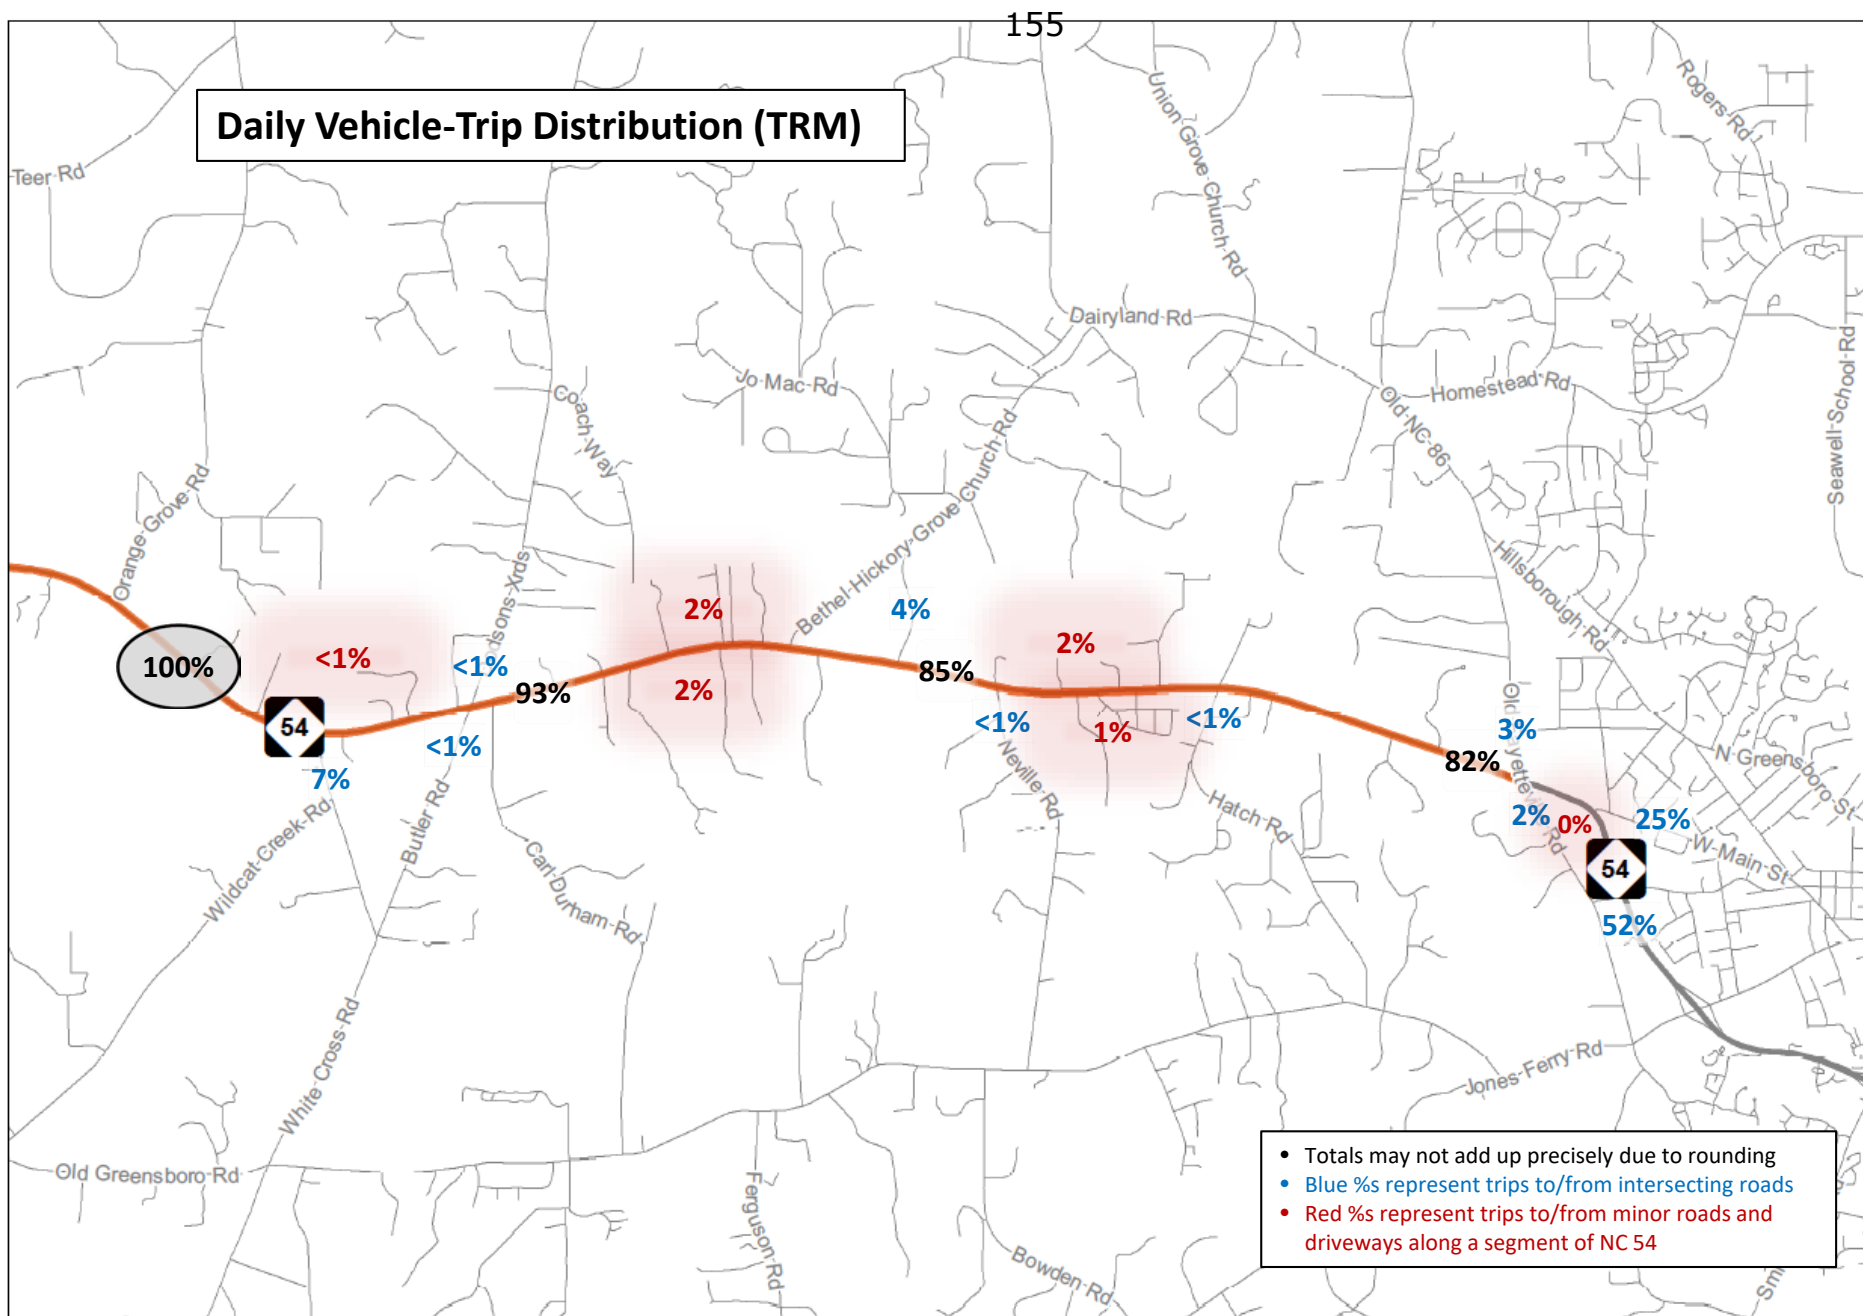 155
Daily Vehicle-Trip Distribution (TRM)
Teer Rd
Union Grove Church Rd
Rogers Rd
Dairyland Rd
Jo Mac Rd
Coach Way
Homestead Rd
Old NC 86
Seawell School Rd
Orange Grove Rd
Bethel Hickory Grove Church Rd
Hillsborough Rd
dsons Xrds
100%
<1%
<1%
2%
4%
2%
93%
2%
85%
54
<1%
7%
<1%
1%
<1%
82%
3%
Old
ayettev
Rd
2%
0%
25%
N Greensboro St
W Main St
54
52%
Wildcat Creek Rd
Butler Rd
Carl Durham Rd
Neville Rd
Hatch Rd
White Cross Rd
Jones Ferry Rd
Old Greensboro Rd
Ferguson Rd
Bowden Rd
Smi
• Totals may not add up precisely due to rounding
• Blue %s represent trips to/from intersecting roads
• Red %s represent trips to/from minor roads and
driveways along a segment of NC 54